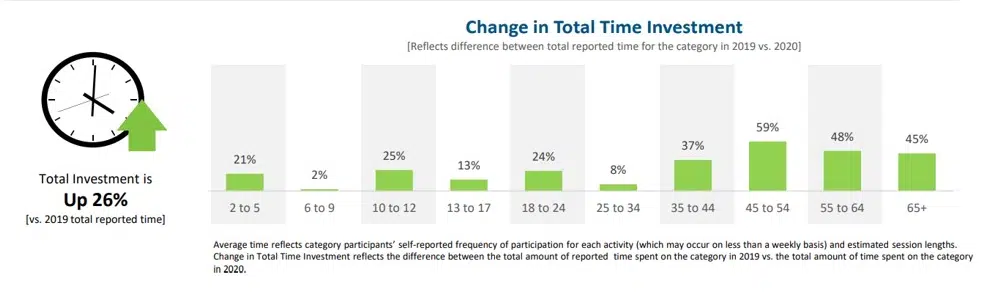 Change in Total Time Investment
[Reflects difference between total reported time for the category in 2019 vs. 2020]
Total Investment is
Up 26%
[vs. 2019 total reported time]
21% 2% 25% 13% 24% 8% 37% 59% 48% 45%
2 to 5 6 to 9 10 to 12 13 to 17 18 to 24 25 to 34 35 to 44 45 to 54 55 to 64 65+
Average time reflects category participants' self-reported frequency of participation for each activity (which may occur on less than a weekly basis) and estimated session lengths.
Change in Total Time Investment reflects the difference between the total amount of reported time spent on the category in 2019 vs. the total amount of time spent on the category
in 2020.